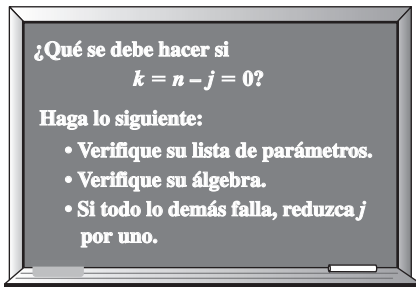 ¿Qué se debe hacer si
k = n – j = 0?
Haga lo siguiente:
• Verifique su lista de parámetros.
• Verifique su álgebra.
• Si todo lo demás falla, reduzca j
por uno.